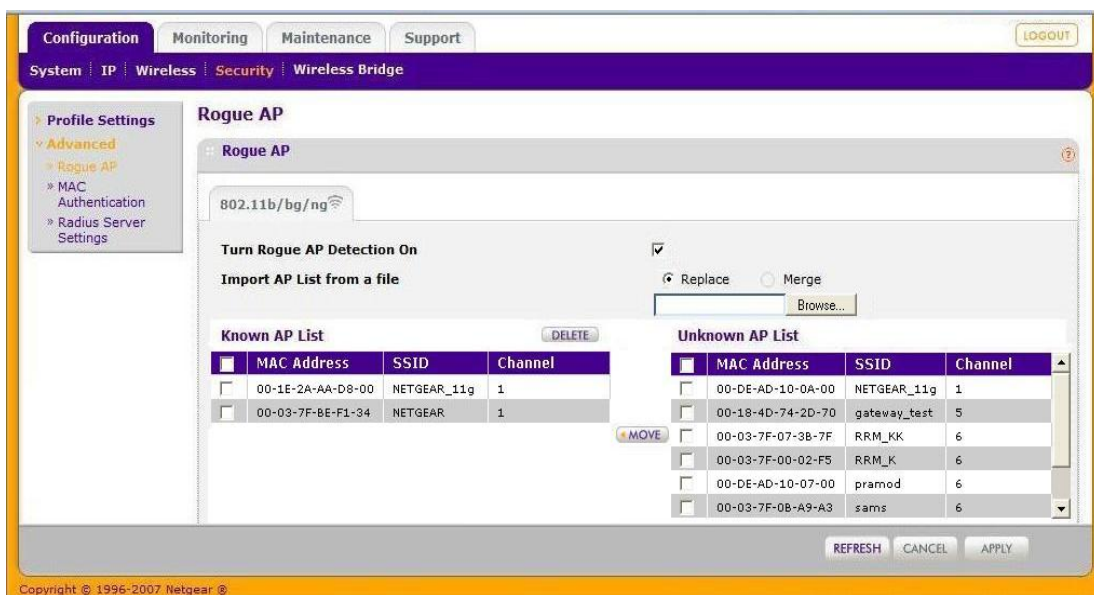 Configuration Monitoring Maintenance Support LOGOUT
System IP Wireless Security Wireless Bridge
Profile Settings
Advanced
Rogue AP
MAC
Authentication
Radius Server
Settings
Rogue AP
Rogue AP ?
802.11b/bg/ng
Turn Rogue AP Detection On
Import AP List from a file Replace Merge
Browse...
Known AP List DELETE
MAC Address SSID Channel
00-1E-2A-AA-D8-00 NETGEAR_11g 1
00-03-7F-BE-F1-34 NETGEAR 1
MOVE
Unknown AP List
MAC Address SSID Channel
00-DE-AD-10-0A-00 NETGEAR_11g 1
00-18-4D-74-2D-70 gateway_test 5
00-03-7F-07-3B-7F RRM_KK 6
00-03-7F-00-02-F5 RRM_K 6
00-DE-AD-10-07-00 pramod 6
00-03-7F-0B-A9-A3 sams 6
REFRESH CANCEL APPLY
Copyright © 1996-2007 Netgear ®